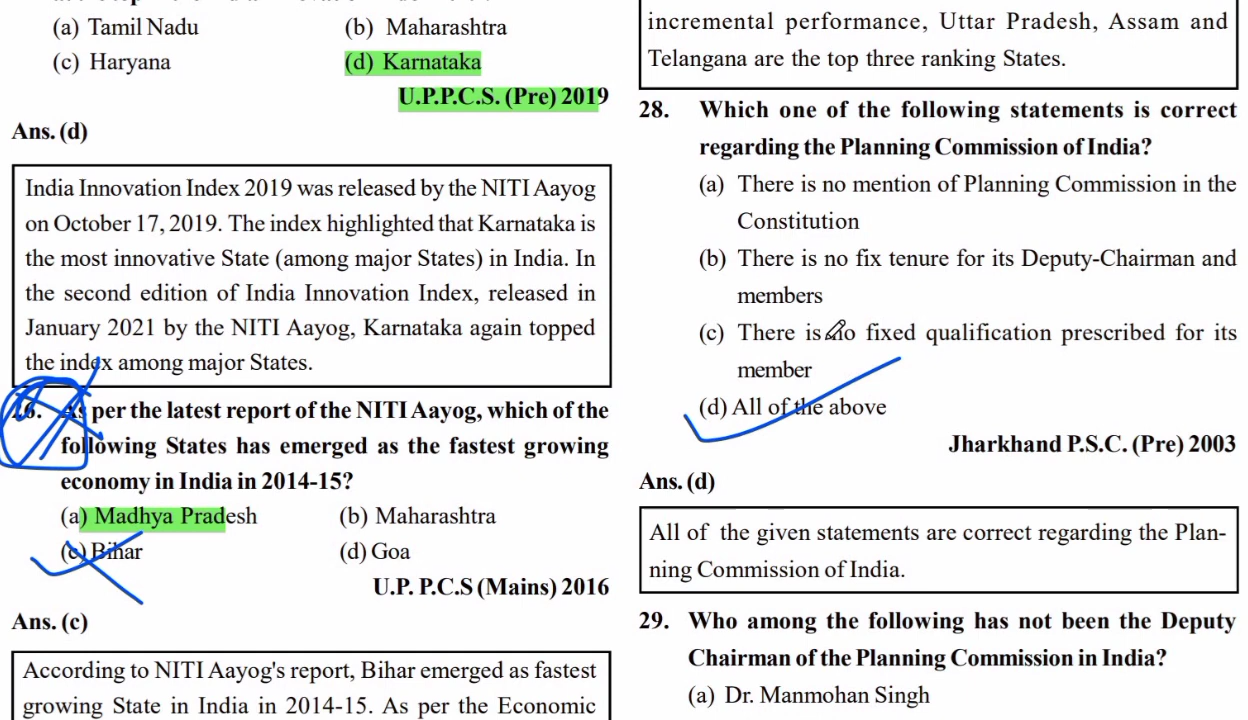 (a) Tamil Nadu (b) Maharashtra
(c) Haryana (d) Karnataka
U.P.P.C.S. (Pre) 2019
Ans. (d)
India Innovation Index 2019 was released by the NITI Aayog
on October 17, 2019. The index highlighted that Karnataka is
the most innovative State (among major States) in India. In
the second edition of India Innovation Index, released in
January 2021 by the NITI Aayog, Karnataka again topped
the index among major States.
26. As per the latest report of the NITI Aayog, which of the
following States has emerged as the fastest growing
economy in India in 2014-15?
(a) Madhya Pradesh (b) Maharashtra
(c) Bihar (d) Goa
U.P. P.C.S (Mains) 2016
Ans. (c)
According to NITI Aayog's report, Bihar emerged as fastest
growing State in India in 2014-15. As per the Economic
incremental performance, Uttar Pradesh, Assam and
Telangana are the top three ranking States.
28. Which one of the following statements is correct
regarding the Planning Commission of India?
(a) There is no mention of Planning Commission in the
Constitution
(b) There is no fix tenure for its Deputy-Chairman and
members
(c) There is no fixed qualification prescribed for its
member
(d) All of the above
Jharkhand P.S.C. (Pre) 2003
Ans. (d)
All of the given statements are correct regarding the Plan-
ning Commission of India.
29. Who among the following has not been the Deputy
Chairman of the Planning Commission in India?
(a) Dr. Manmohan Singh